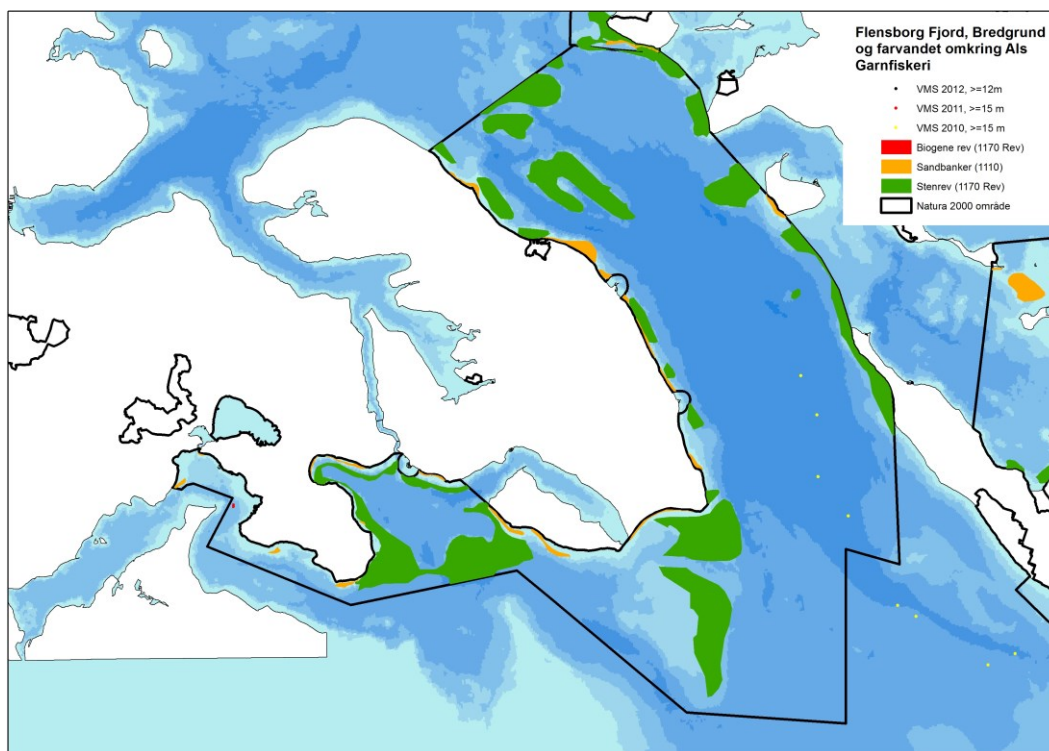 Flensborg Fjord, Bredgrund
og farvandet omkring Als
Garnfiskeri
VMS 2012, >=12m
VMS 2011, >=15 m
VMS 2010, >=15 m
Biogene rev (1170 Rev)
Sandbanker (1110)
Stenrev (1170 Rev)
Natura 2000 område